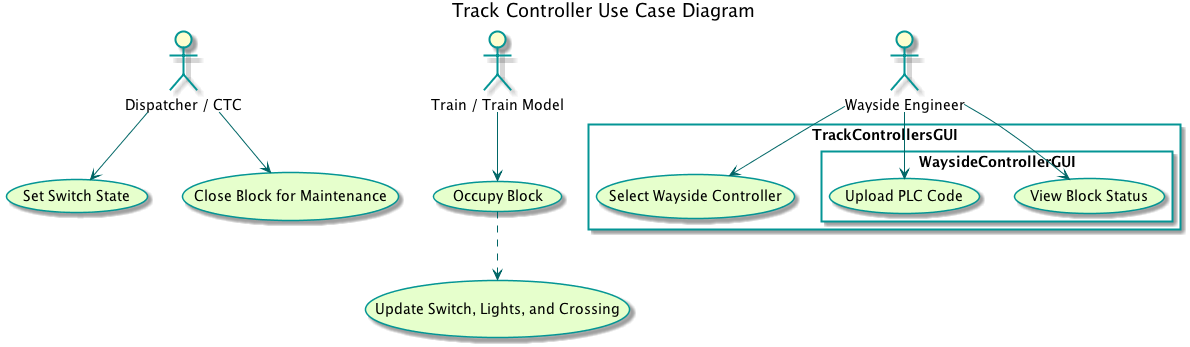 Track Controller Use Case Diagram
Dispatcher / CTC
Train / Train Model
Wayside Engineer
TrackControllersGUI
WaysideControllerGUI
Set Switch State
Close Block for Maintenance
Occupy Block
Select Wayside Controller
Upload PLC Code
View Block Status
Update Switch, Lights, and Crossing